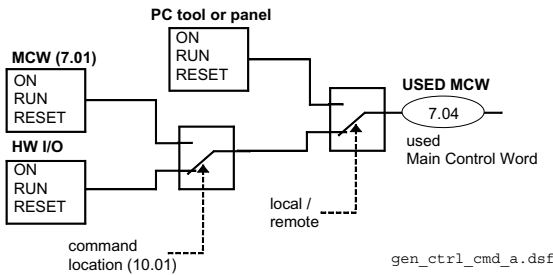 PC tool or panel
ON
RUN
RESET
MCW (7.01)
ON
RUN
RESET
HW I/O
ON
RUN
RESET
USED MCW
7.04
used
Main Control Word
local /
remote
command
location (10.01)
gen_ctrl_cmd_a.dsf